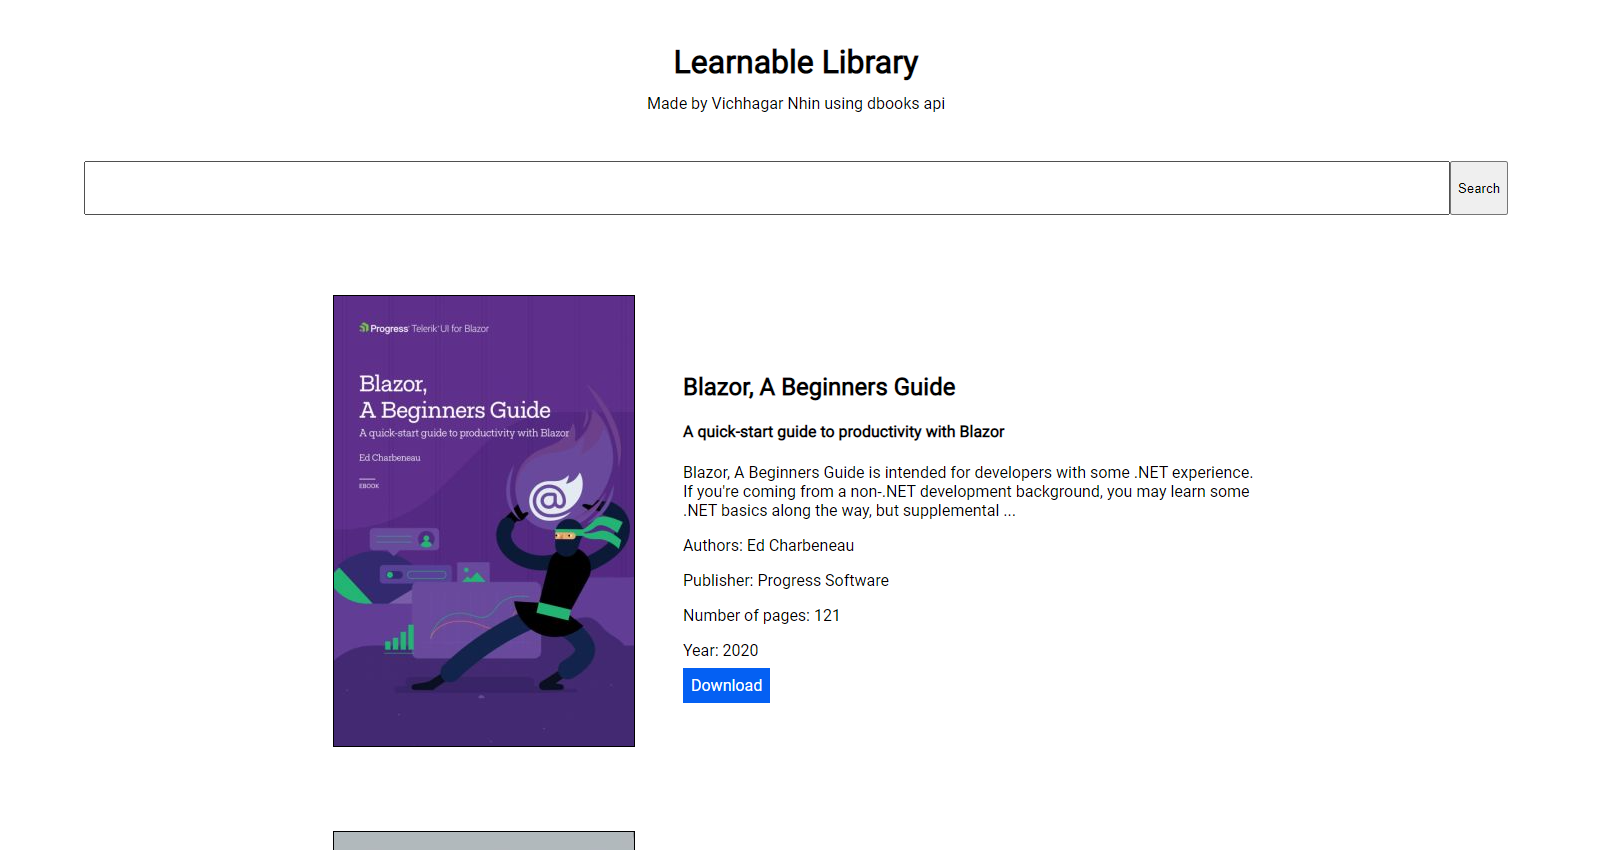 Learnable Library
Made by Vichhagar Nhin using dbooks api
Search
Progress® Telerik® UI for Blazor
Blazor,
A Beginners Guide
A quick-start guide to productivity with Blazor
Ed Charbeneau
EBOOK
Blazor, A Beginners Guide
A quick-start guide to productivity with Blazor
Blazor, A Beginners Guide is intended for developers with some .NET experience.
If you're coming from a non-.NET development background, you may learn some
.NET basics along the way, but supplemental ...
Authors: Ed Charbeneau
Publisher: Progress Software
Number of pages: 121
Year: 2020
Download